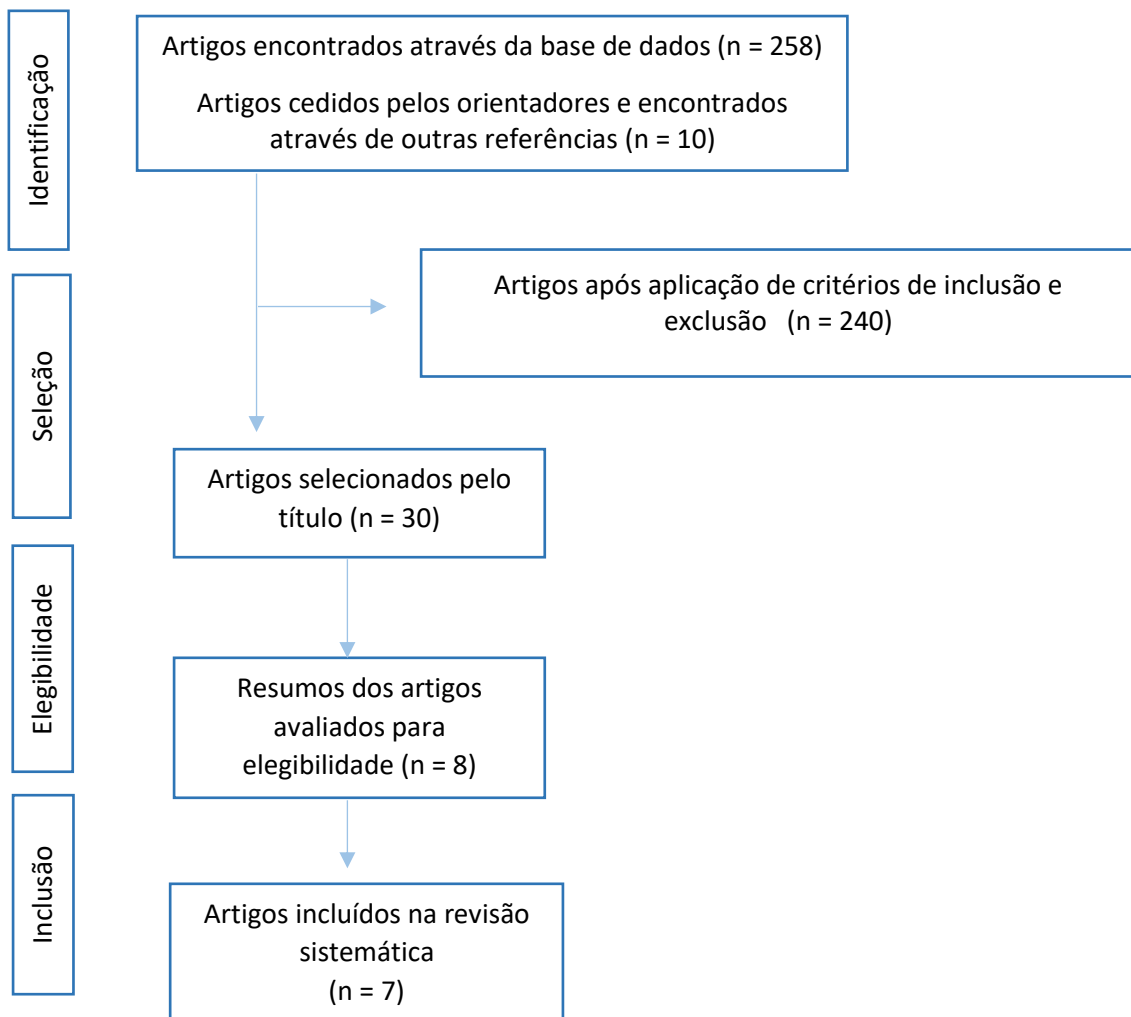 Identificação
Artigos encontrados através da base de dados (n = 258)
Artigos cedidos pelos orientadores e encontrados
através de outras referências (n = 10)
Seleção
Artigos após aplicação de critérios de inclusão e
exclusão (n = 240)
Artigos selecionados pelo
título (n = 30)
Elegibilidade
Resumos dos artigos
avaliados para
elegibilidade (n = 8)
Inclusão
Artigos incluídos na revisão
sistemática
(n = 7)